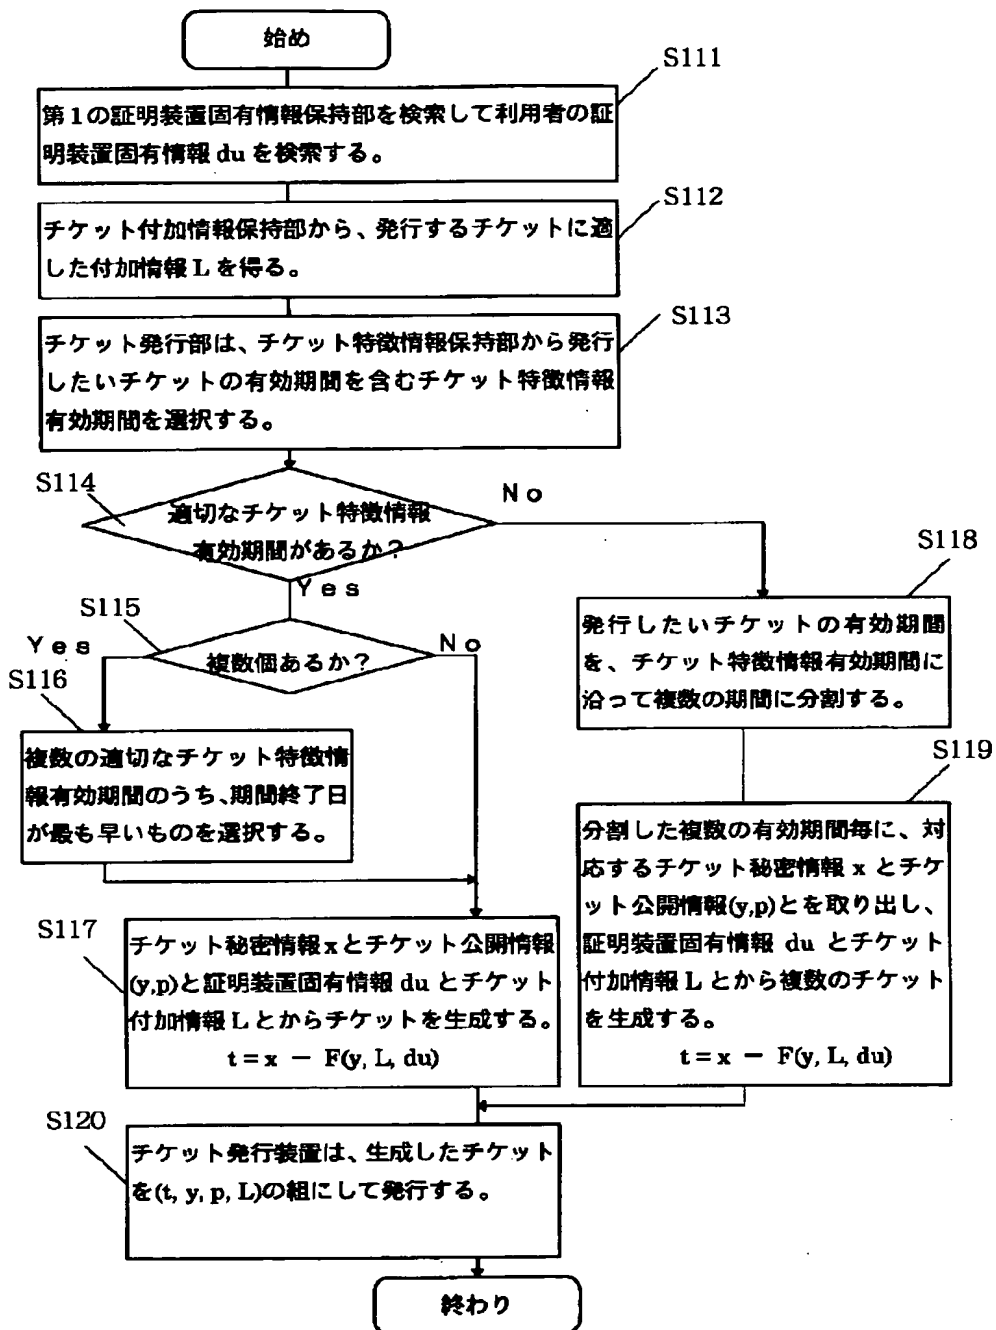 始め
S111
第1の証明装置固有情報保持部を検索して利用者の証
明装置固有情報 du を検索する。
S112
チケット付加情報保持部から、発行するチケットに適
した付加情報 L を得る。
S113
チケット発行部は、チケット特徴情報保持部から発行
したいチケットの有効期間を含むチケット特徴情報
有効期間を選択する。
S114
適切なチケット特徴情報
有効期間があるか？
No
Yes
S115
複数個あるか？
Yes
No
S116
複数の適切なチケット特徴情
報有効期間のうち、期間終了日
が最も早いものを選択する。
S118
発行したいチケットの有効期間
を、チケット特徴情報有効期間に
沿って複数の期間に分割する。
S119
分割した複数の有効期間毎に、対
応するチケット秘密情報 x とチケ
ット公開情報(y,p)とを取り出し、
証明装置固有情報 du とチケット
付加情報 L とから複数のチケット
を生成する。
t = x － F(y, L, du)
S117
チケット秘密情報 x とチケット公開情報
(y,p)と証明装置固有情報 du とチケット
付加情報 L とからチケットを生成する。
t = x － F(y, L, du)
S120
チケット発行装置は、生成したチケット
を(t, y, p, L)の組にして発行する。
終わり